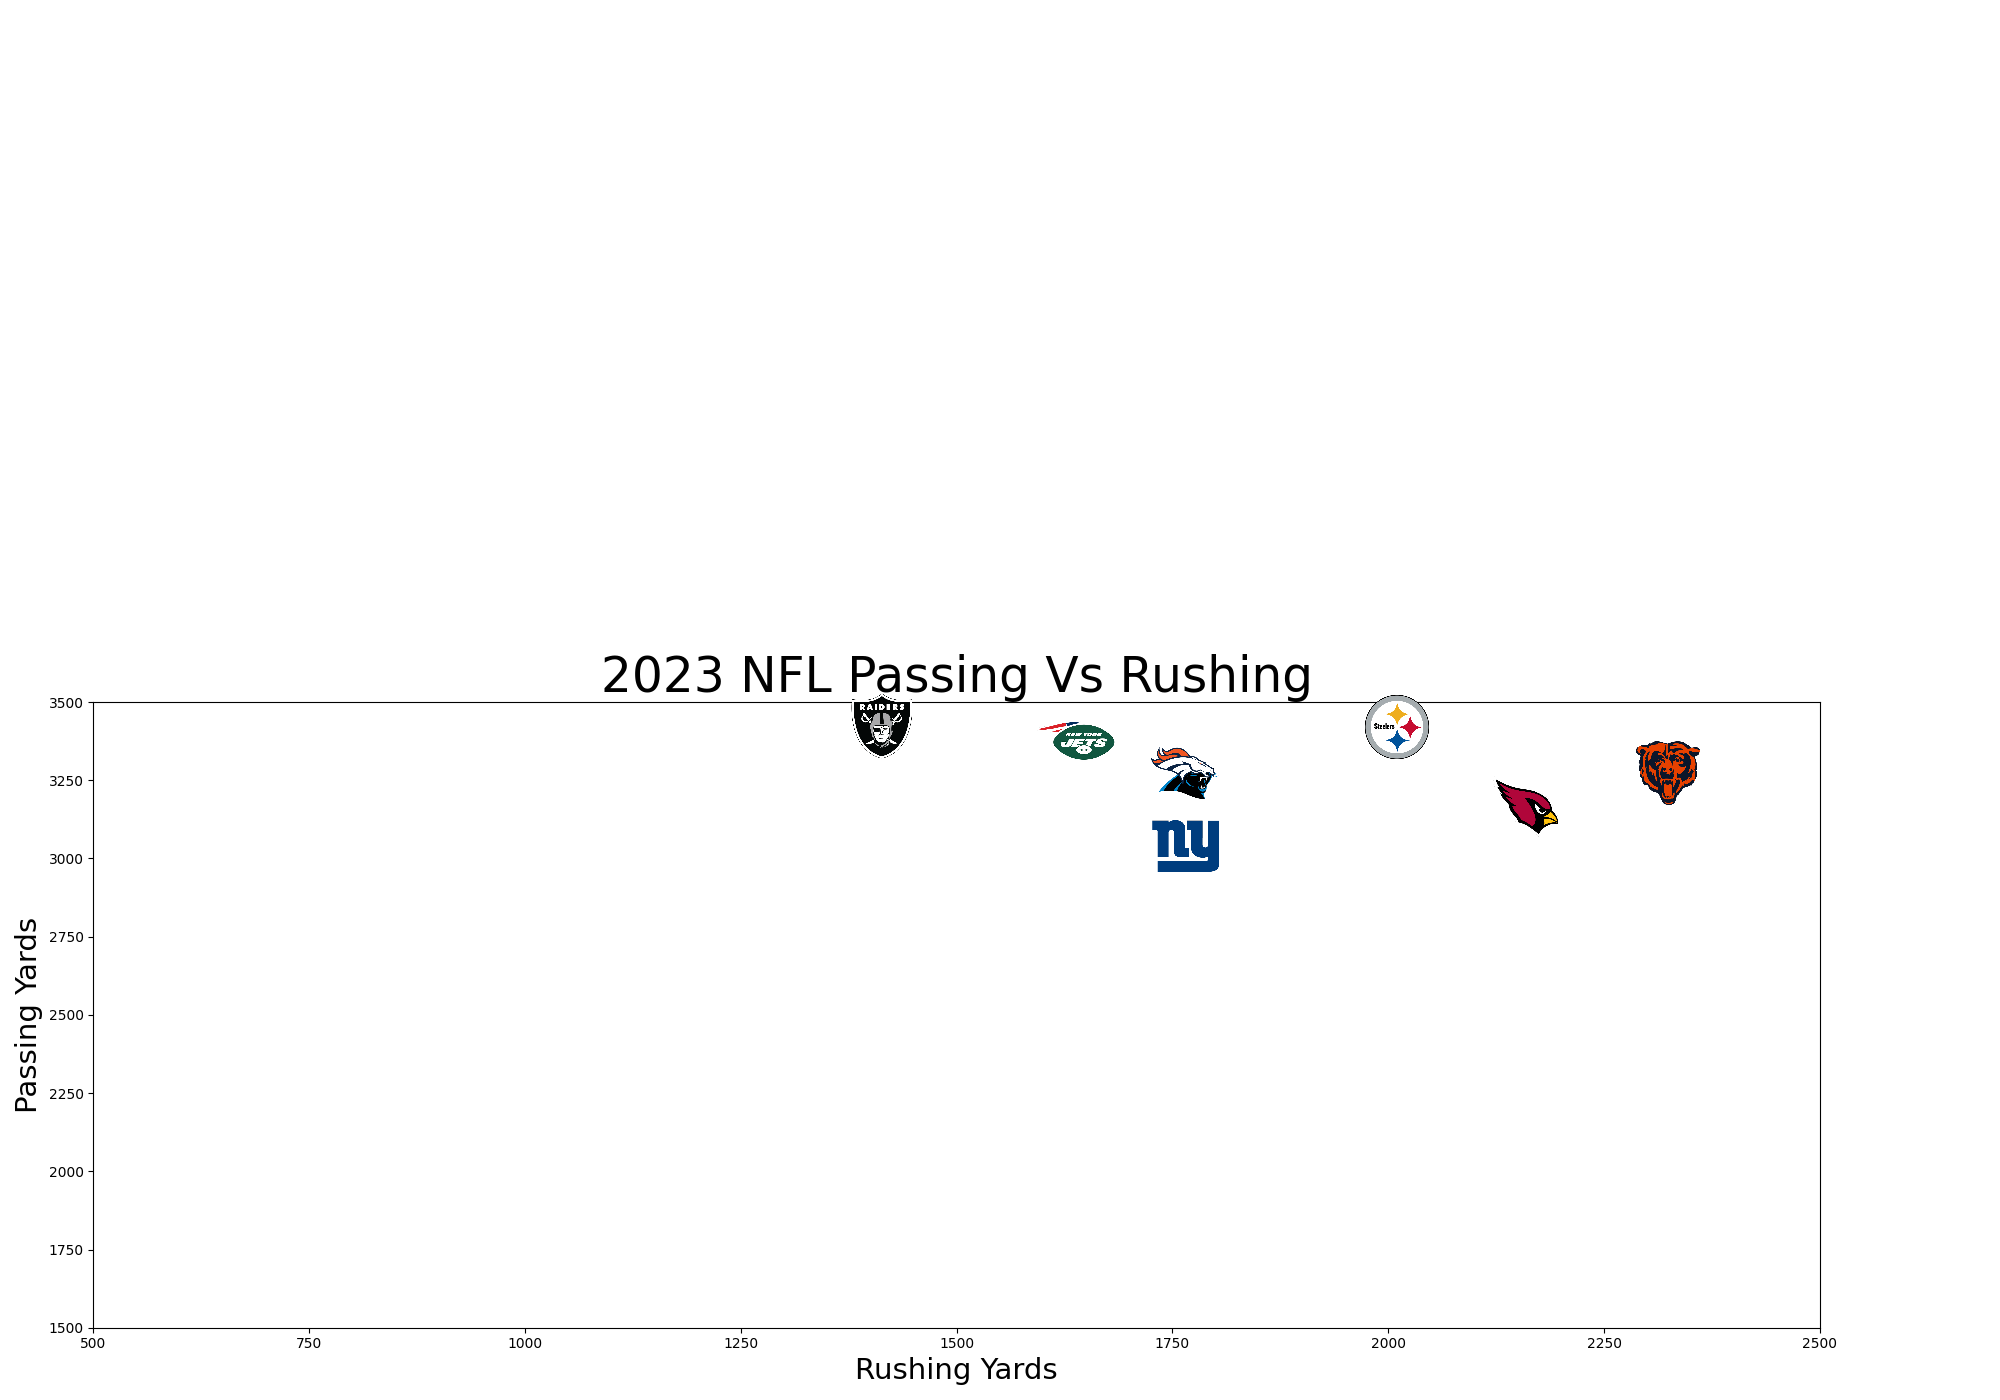 2023 NFL Passing Vs Rushing
3500
RAIDERS
Steelers
NEW YORK
JETS
3250
ny
3000
2750
2500
2250
2000
1750
1500
Passing Yards
500 750 1000 1250 1500 1750 2000 2250 2500
Rushing Yards